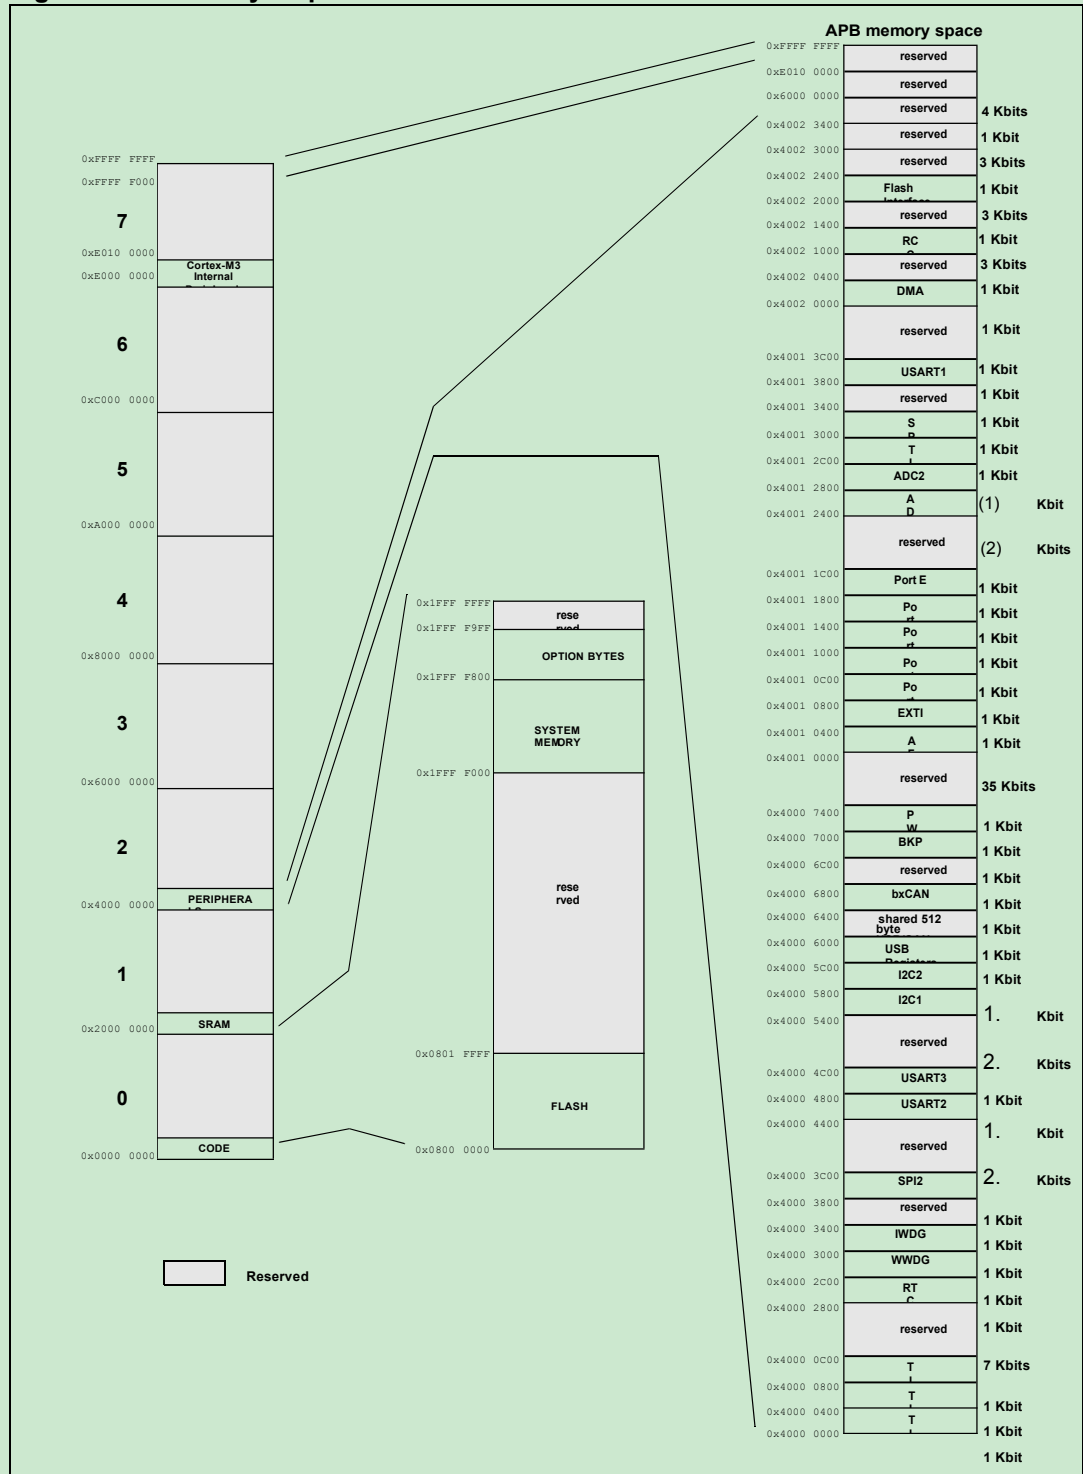 APB memory space
0xFFFF FFFF
reserved
0xE010 0000
reserved
0x6000 0000
reserved
4 Kbits
0x4002 3400
reserved
1 Kbit
0x4002 3000
reserved
3 Kbits
0x4002 2400
Flash
1 Kbit
0x4002 2000
reserved
3 Kbits
0x4002 1400
RC
1 Kbit
0x4002 1000
reserved
3 Kbits
0x4002 0400
DMA
1 Kbit
0x4002 0000
reserved
1 Kbit
0x4001 3C00
USART1
1 Kbit
0x4001 3800
reserved
1 Kbit
0x4001 3400
S
1 Kbit
0x4001 3000
T
1 Kbit
0x4001 2C00
ADC2
1 Kbit
0x4001 2800
A
D
(1) Kbit
0x4001 2400
reserved
(2) Kbits
0x4001 1C00
Port E
1 Kbit
0x4001 1800
Po
1 Kbit
0x4001 1400
Po
1 Kbit
0x4001 1000
Po
1 Kbit
0x4001 0C00
Po
1 Kbit
0x4001 0800
EXTI
1 Kbit
0x4001 0400
A
1 Kbit
0x4001 0000
reserved
35 Kbits
0x4000 7400
P
W
1 Kbit
0x4000 7000
BKP
1 Kbit
0x4000 6C00
reserved
1 Kbit
0x4000 6800
bxCAN
1 Kbit
0x4000 6400
shared 512
byte
1 Kbit
0x4000 6000
USB
1 Kbit
0x4000 5C00
I2C2
1 Kbit
0x4000 5800
I2C1
1. Kbit
0x4000 5400
reserved
2. Kbits
0x4000 4C00
USART3
0x4000 4800
USART2
1 Kbit
0x4000 4400
1. Kbit
reserved
0x4000 3C00
SPI2
2. Kbits
0x4000 3800
reserved
1 Kbit
0x4000 3400
IWDG
1 Kbit
0x4000 3000
WWDG
1 Kbit
0x4000 2C00
RT
1 Kbit
0x4000 2800
reserved
1 Kbit
0x4000 0C00
T
7 Kbits
0x4000 0800
T
1 Kbit
0x4000 0400
T
1 Kbit
0x4000 0000
1 Kbit
0xFFFF FFFF
0xFFFF F000
7
0xE010 0000
Cortex-M3
Internal
0xE000 0000
6
0xC000 0000
5
0xA000 0000
4
0x8000 0000
3
0x6000 0000
2
PERIPHERA
0x4000 0000
1
SRAM
0x2000 0000
0
CODE
0x0000 0000
0x1FFF FFFF
rese
0x1FFF F9FF
OPTION BYTES
0x1FFF F800
SYSTEM
MEMORY
0x1FFF F000
rese
rved
0x0801 FFFF
FLASH
0x0800 0000
Reserved